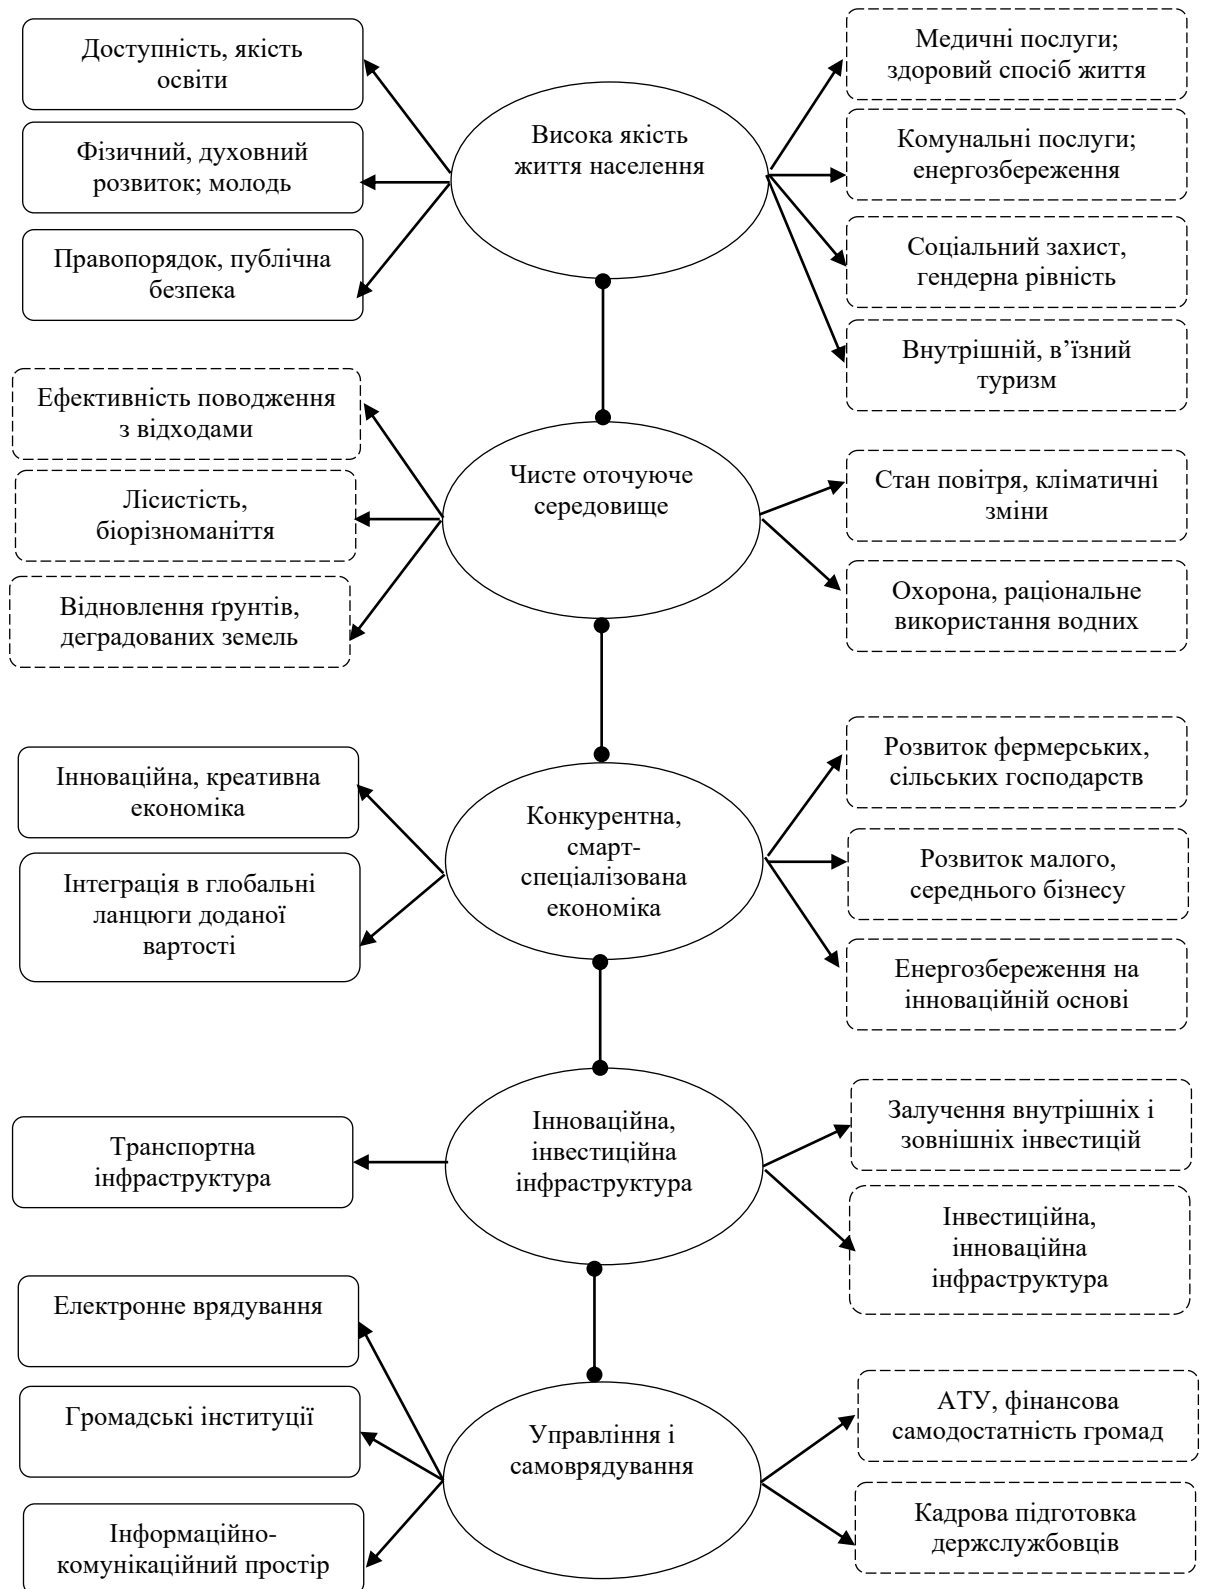 Доступність, якість
освіти
Фізичний, духовний
розвиток; молодь
Правопорядок, публічна
безпека
Висока якість
життя населення
Медичні послуги;
здоровий спосіб життя
Комунальні послуги;
енергозбереження
Соціальний захист,
гендерна рівність
Внутрішній, в’їзний
туризм
Ефективність поводження
з відходами
Лісистість,
біорізноманіття
Відновлення ґрунтів,
деградованих земель
Чисте оточуюче
середовище
Стан повітря, кліматичні
зміни
Охорона, раціональне
використання водних
Інноваційна, креативна
економіка
Інтеграція в глобальні
ланцюги доданої
вартості
Конкурентна,
смарт-
спеціалізована
економіка
Розвиток фермерських,
сільських господарств
Розвиток малого,
середнього бізнесу
Енергозбереження на
інноваційній основі
Транспортна
інфраструктура
Інноваційна,
інвестиційна
інфраструктура
Залучення внутрішніх і
зовнішніх інвестицій
Інвестиційна,
інноваційна
інфраструктура
Електронне врядування
Громадські інституції
Інформаційно-
комунікаційний простір
Управління і
самоврядування
АТУ, фінансова
самодостатність громад
Кадрова підготовка
держслужбовців